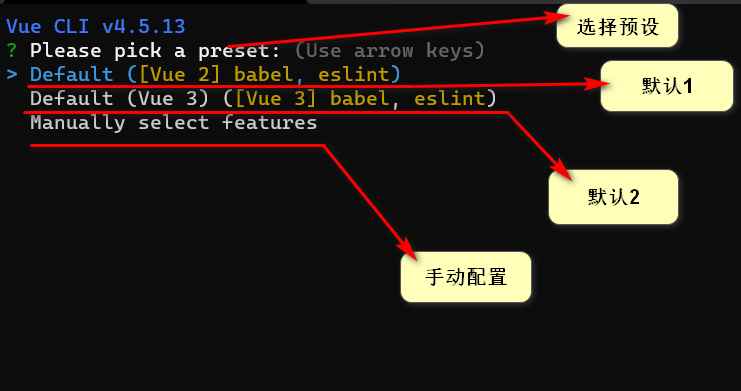 Vue CLI v4.5.13
? Please pick a preset: (Use arrow keys)
选择预设
> Default ([Vue 2] babel, eslint)
默认1
Default (Vue 3) ([Vue 3] babel, eslint)
Manually select features
默认2
手动配置